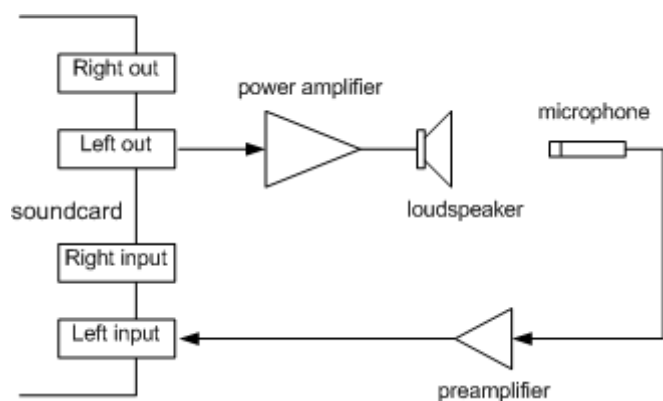 Right out
power amplifier
microphone
Left out
soundcard
loudspeaker
Right input
Left input
preamplifier